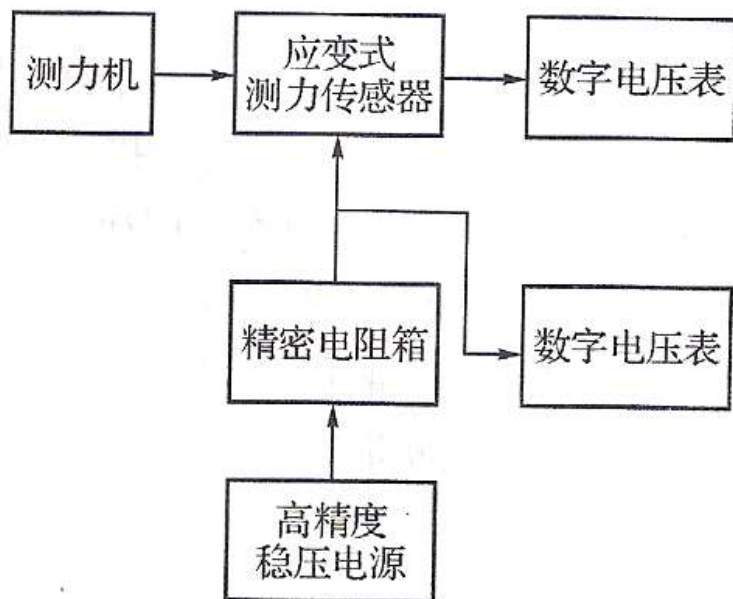 测力机
应变式
测力传感器
数字电压表
精密电阻箱
数字电压表
高精度
稳压电源